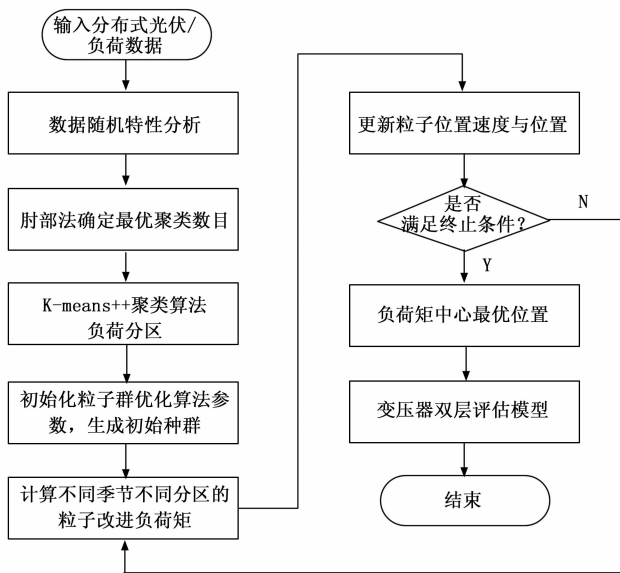 输入分布式光伏/
负荷数据
数据随机特性分析
肘部法确定最优聚类数目
K-means++聚类算法
负荷分区
初始化粒子群优化算法参
数，生成初始种群
计算不同季节不同分区的
粒子改进负荷矩
更新粒子位置速度与位置
是否
满足终止条件？
N
Y
负荷矩中心最优位置
变压器双层评估模型
结束